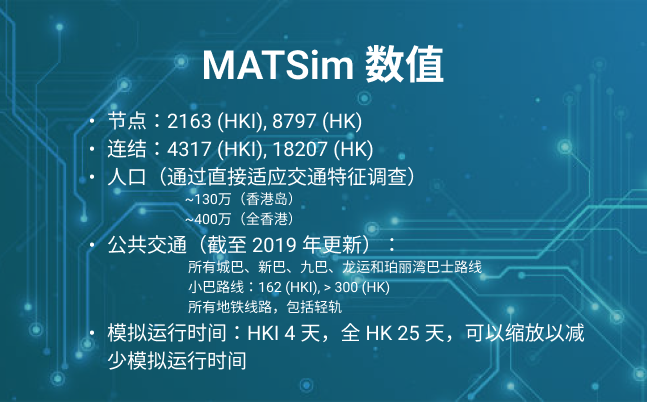 MATSim 数值
• 节点：2163 (HKI), 8797 (HK)
• 连结：4317 (HKI), 18207 (HK)
• 人口（通过直接适应交通特征调查）
~130万（香港岛）
~400万（全香港）
• 公共交通（截至 2019 年更新）：
所有城巴、新巴、九巴、龙运和珀丽湾巴士路线
小巴路线：162 (HKI), > 300 (HK)
所有地铁线路，包括轻轨
• 模拟运行时间：HKI 4 天，全 HK 25 天，可以缩放以减
少模拟运行时间